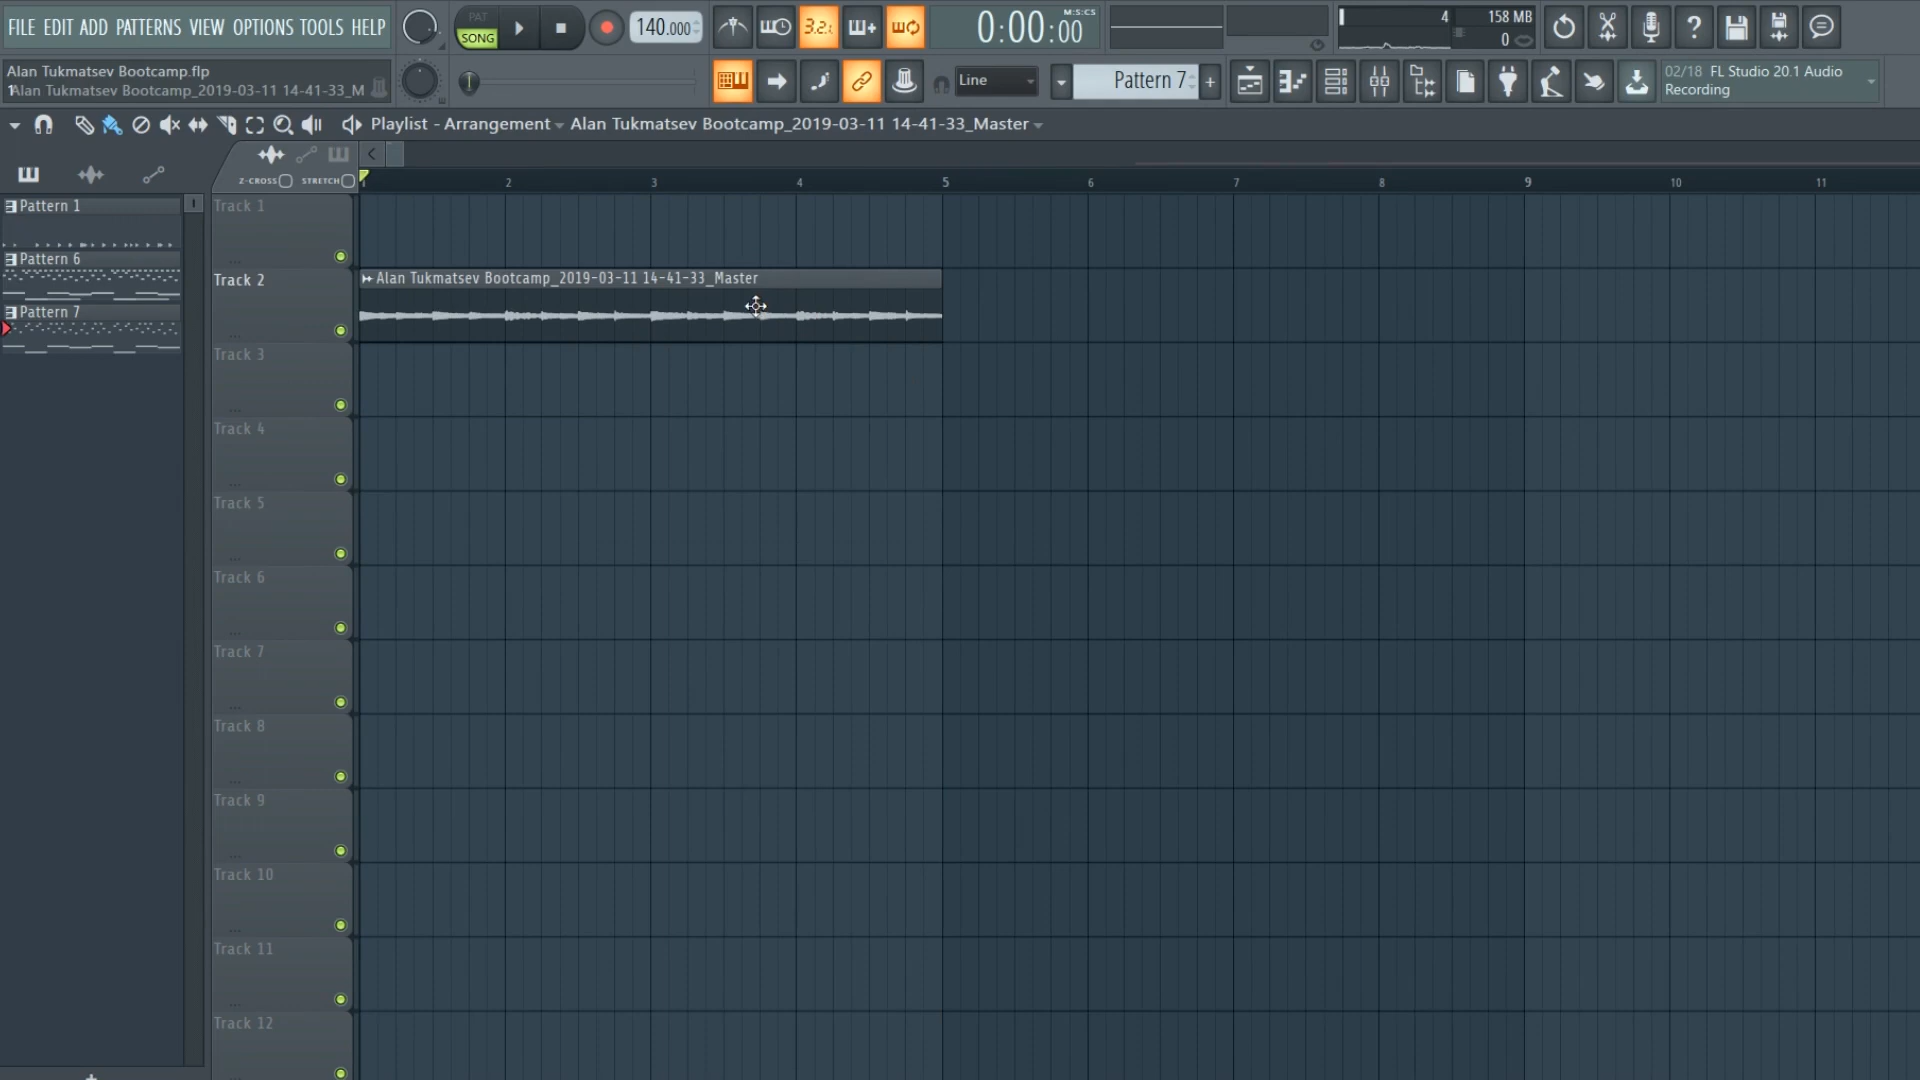 FILE EDIT ADD PATTERNS VIEW OPTIONS TOOLS HELP
PAT
SONG
140.000
3.2.
0:00:00
M:S:CS
4
158 MB
0
Alan Tukmatsev Bootcamp.flp
Alan Tukmatsev Bootcamp_2019-03-11 14-41-33_M
Line
Pattern 7
+
02/18 FL Studio 20.1 Audio
Recording
Playlist - Arrangement
Alan Tukmatsev Bootcamp_2019-03-11 14-41-33_Master
Z-CROSS
STRETCH
2 3 4 5 6 7 8 9 10 11
Pattern 1
Pattern 6
Pattern 7
Track 1
Track 2
Alan Tukmatsev Bootcamp_2019-03-11 14-41-33_Master
Track 3
Track 4
Track 5
Track 6
Track 7
Track 8
Track 9
Track 10
Track 11
Track 12